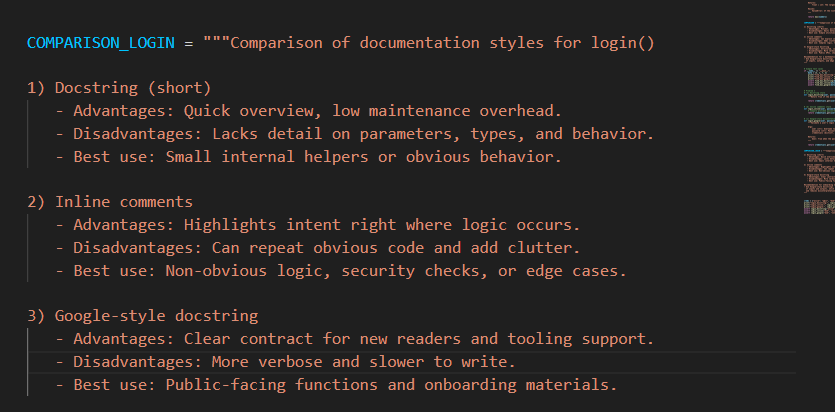 COMPARISON_LOGIN = """Comparison of documentation styles for login()
1) Docstring (short)
- Advantages: Quick overview, low maintenance overhead.
- Disadvantages: Lacks detail on parameters, types, and behavior.
- Best use: Small internal helpers or obvious behavior.
2) Inline comments
- Advantages: Highlights intent right where logic occurs.
- Disadvantages: Can repeat obvious code and add clutter.
- Best use: Non-obvious logic, security checks, or edge cases.
3) Google-style docstring
- Advantages: Clear contract for new readers and tooling support.
- Disadvantages: More verbose and slower to write.
- Best use: Public-facing functions and onboarding materials.